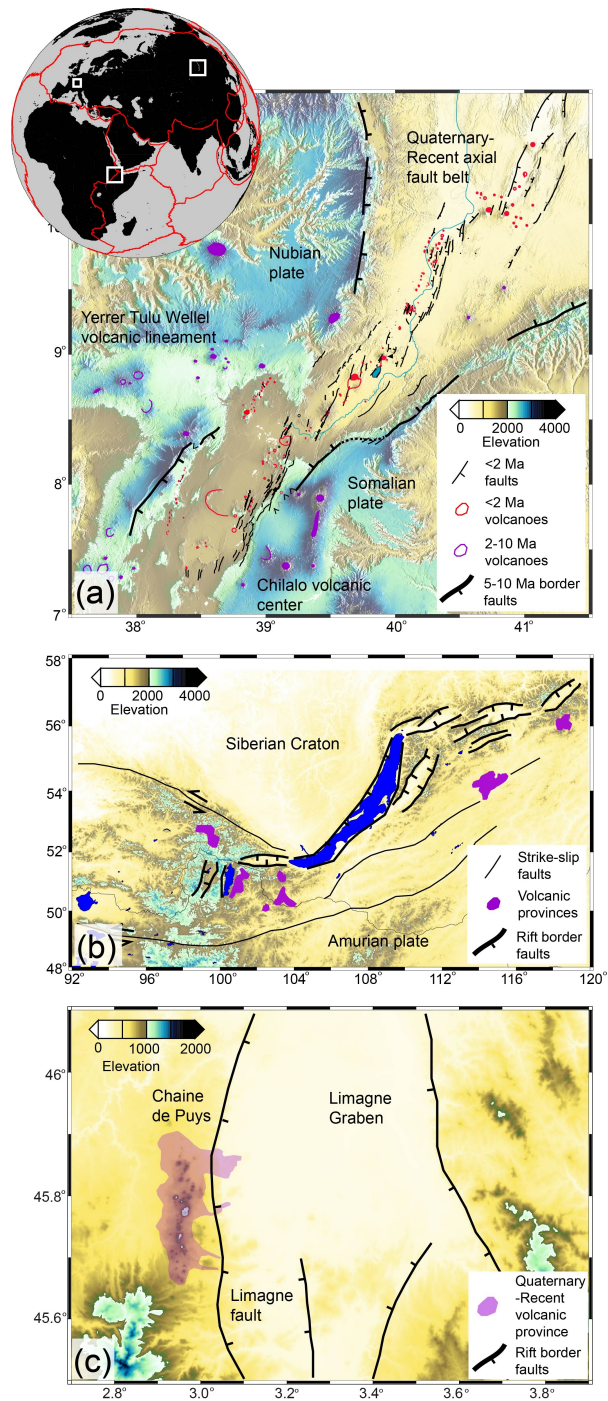 Quaternary-
Recent axial
fault belt
Nubian
plate
Yerrer Tulu Wellel
volcanic lineament
9°
8°
7°
Somalian
plate
Chilalo volcanic
center
0 2000 4000
Elevation
<2 Ma
faults
<2 Ma
volcanoes
2-10 Ma
volcanoes
5-10 Ma border
faults
(a)
38° 39° 40° 41°
58°
56°
54°
52°
50°
48°
0 2000 4000
Elevation
Siberian Craton
Amurian plate
Strike-slip
faults
Volcanic
provinces
Rift border
faults
(b)
92° 96° 100° 104° 108° 112° 116° 120°
0 1000 2000
Elevation
46°
45.8°
45.6°
Chaine
de Puys
Limagne
Graben
Limagne
fault
Quaternary
-Recent
volcanic
province
Rift border
faults
(c)
2.8° 3.0° 3.2° 3.4° 3.6° 3.8°